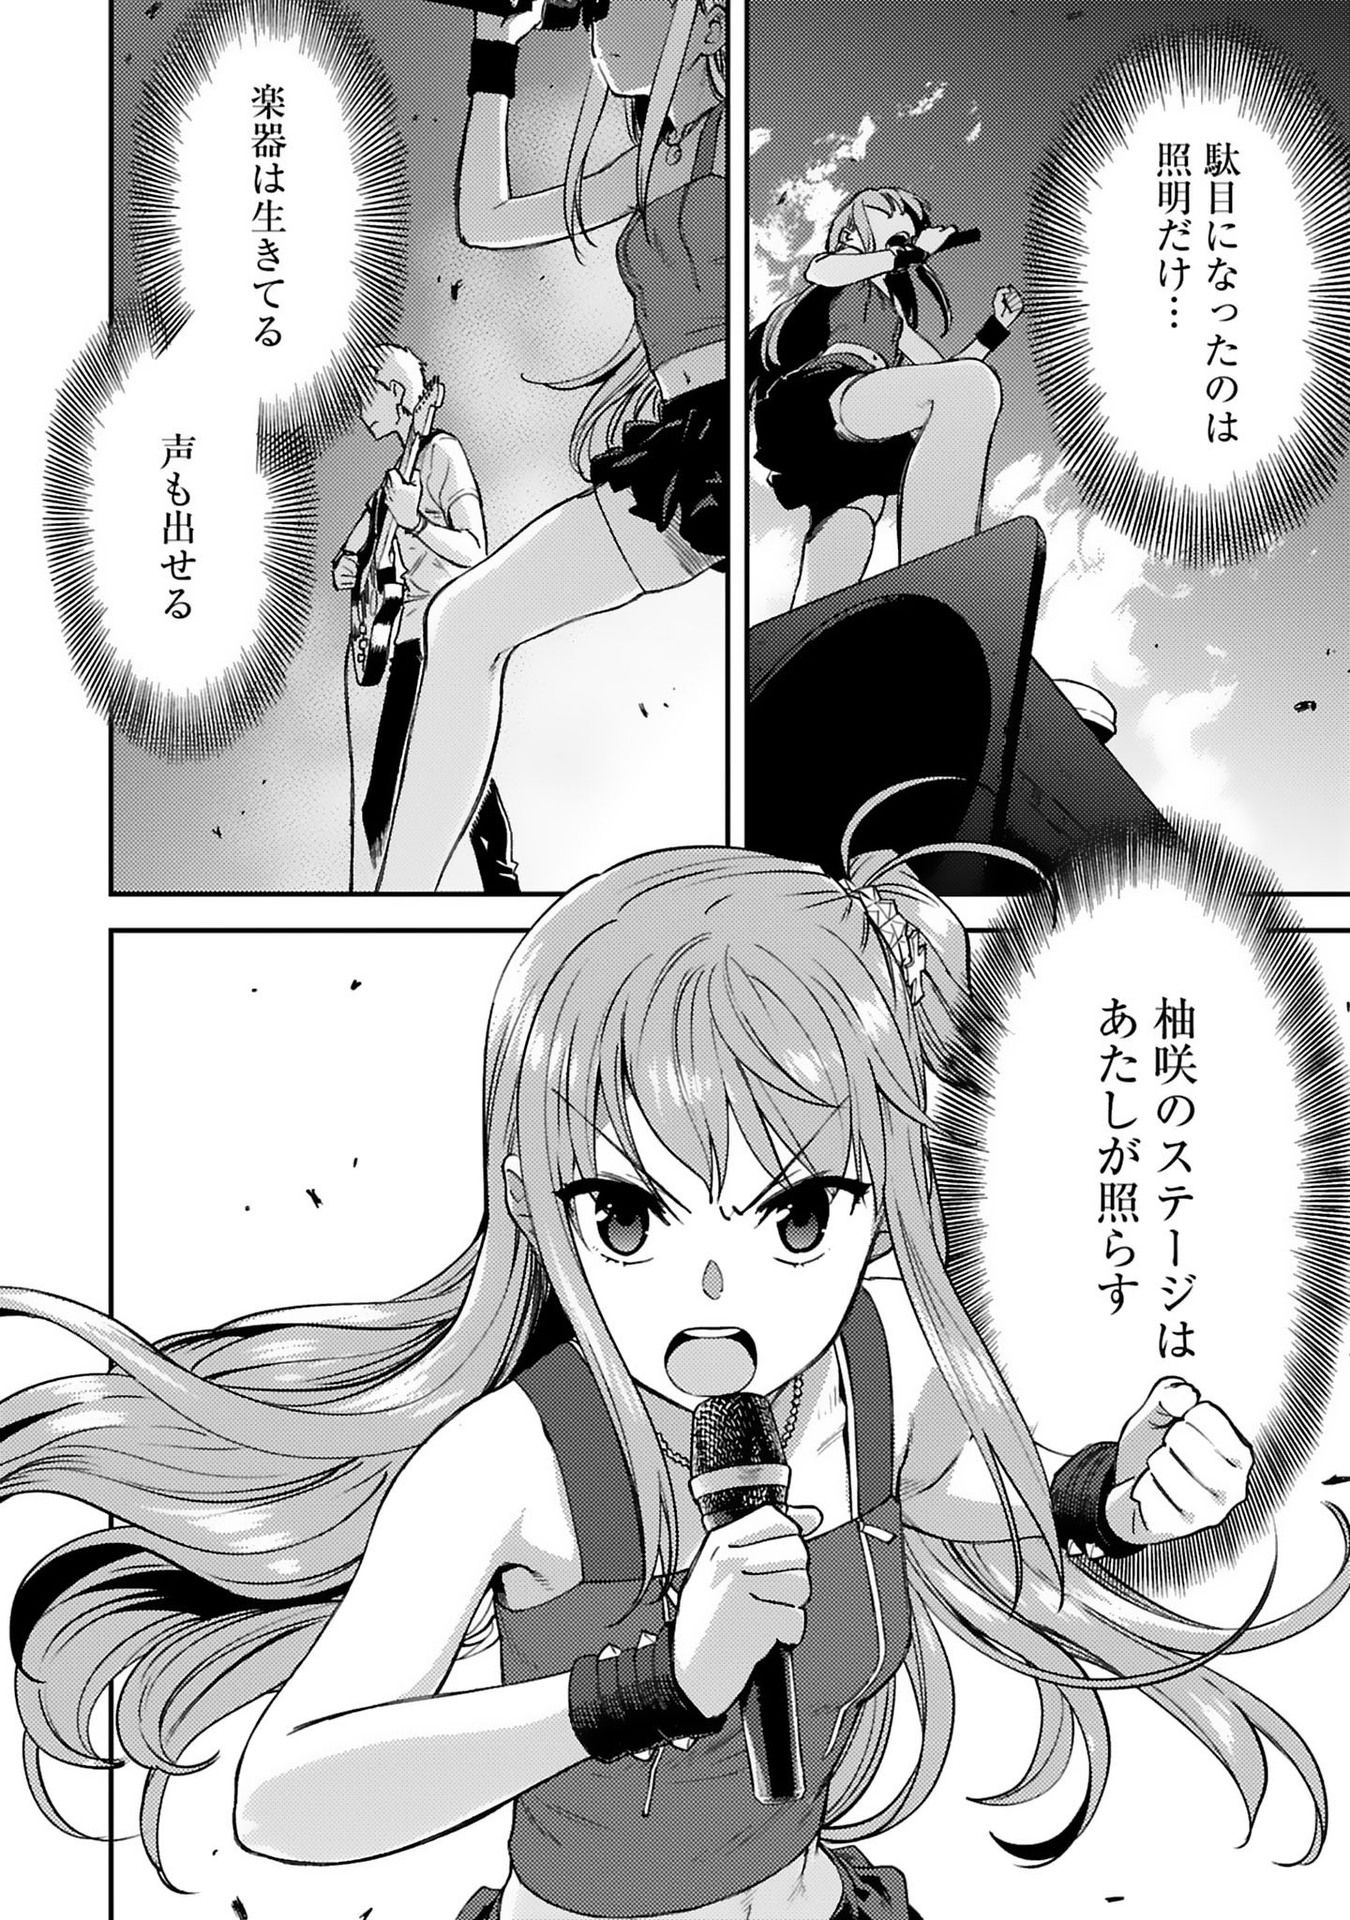 駄目になったのは
照明だけ…
楽器は生きてる
声も出せる
柚咲のステージは
あたしが照らす